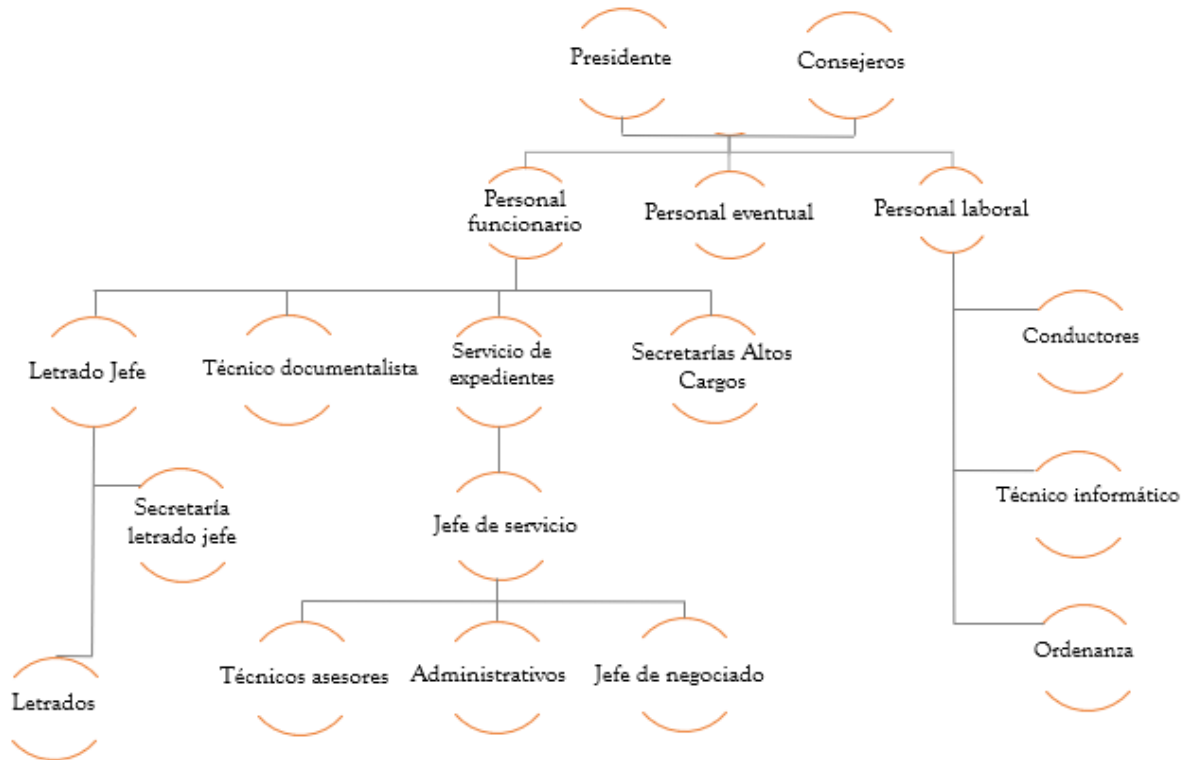 Presidente
Consejeros
Personal
funcionario
Personal eventual
Personal laboral
Letrado Jefe
Técnico documentalista
Servicio de
expedientes
Secretarías Altos
Cargos
Conductores
Secretaría
letrado jefe
Jefe de servicio
Técnico informático
Letrados
Técnicos asesores
Administrativos
Jefe de negociado
Ordenanza